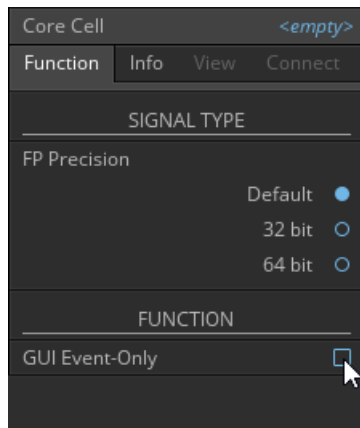 Core Cell <empty>
Function Info View Connect
SIGNAL TYPE
FP Precision
Default
32 bit
64 bit
FUNCTION
GUI Event-Only